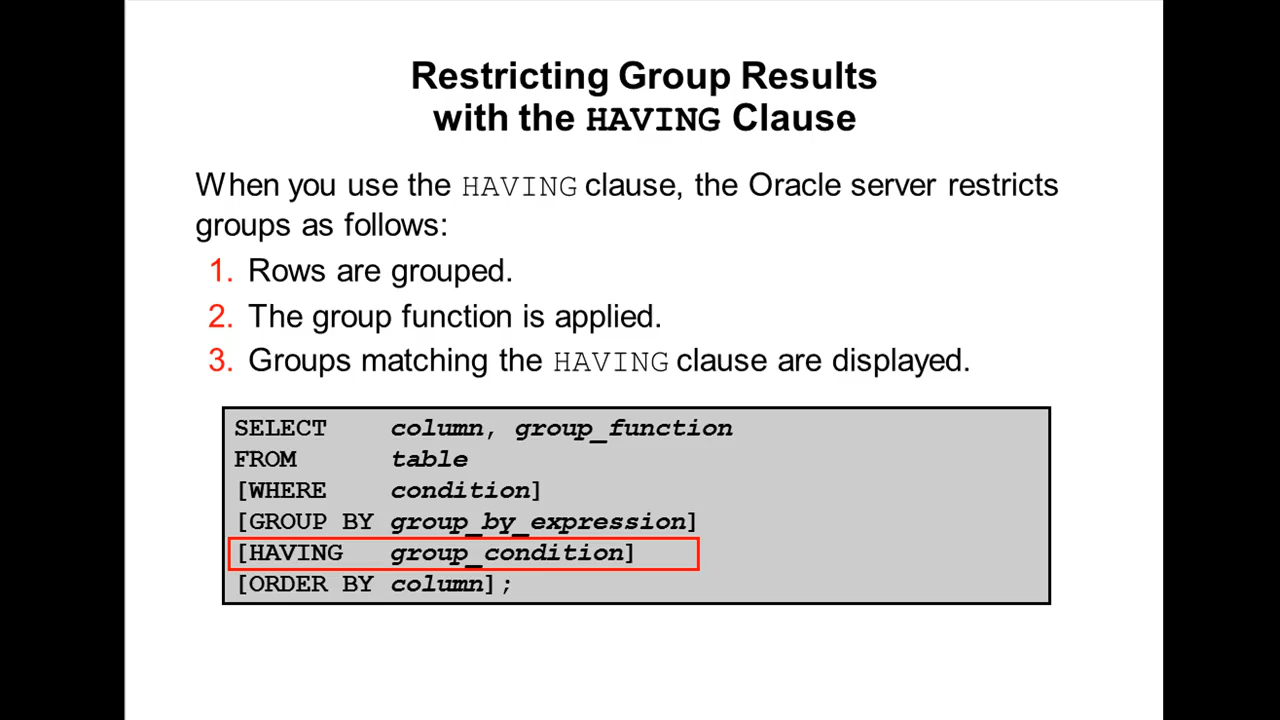 Restricting Group Results
with the HAVING Clause
When you use the HAVING clause, the Oracle server restricts
groups as follows:
1. Rows are grouped.
2. The group function is applied.
3. Groups matching the HAVING clause are displayed.
SELECT column, group_function
FROM table
[WHERE condition]
[GROUP BY group_by_expression]
[HAVING group_condition]
[ORDER BY column];